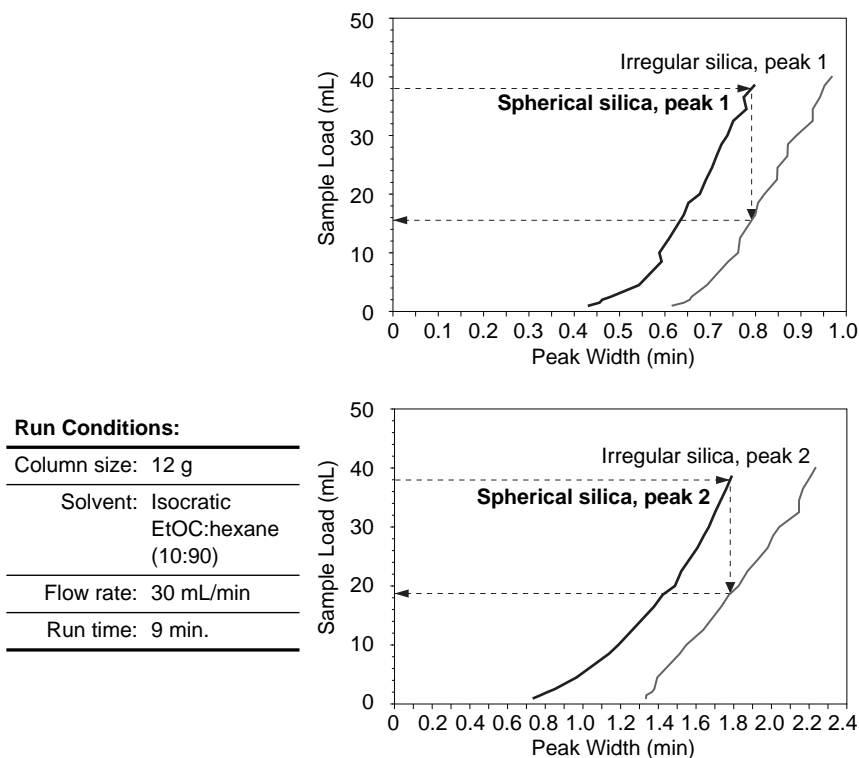 50
40
30
20
10
0
Sample Load (mL)
Irregular silica, peak 1
Spherical silica, peak 1
0 0.1 0.2 0.3 0.4 0.5 0.6 0.7 0.8 0.9 1.0
Peak Width (min)
Run Conditions:
Column size: 12 g
Solvent: Isocratic
EtOC:hexane
(10:90)
Flow rate: 30 mL/min
Run time: 9 min.
50
40
30
20
10
0
Sample Load (mL)
Irregular silica, peak 2
Spherical silica, peak 2
0 0.2 0.4 0.6 0.8 1.0 1.2 1.4 1.6 1.8 2.0 2.2 2.4
Peak Width (min)